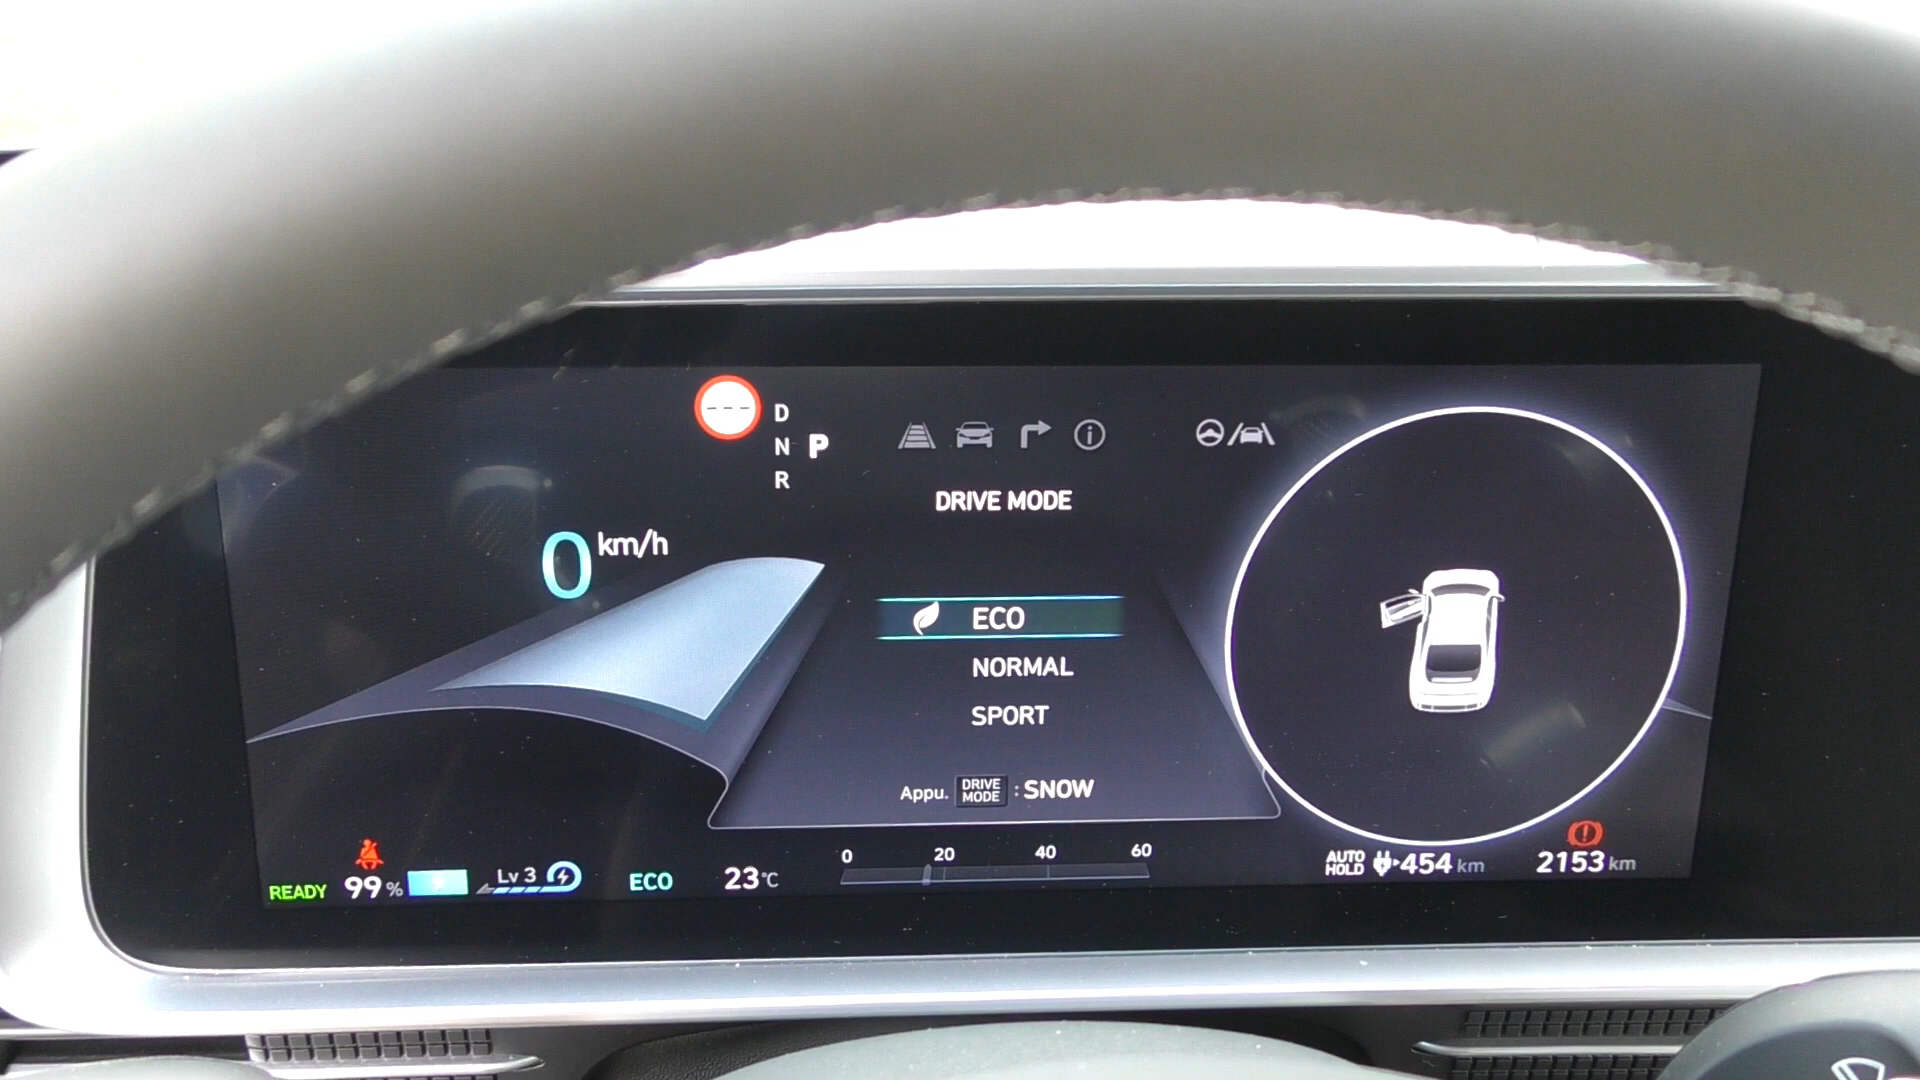 D
N P
R
DRIVE MODE
0 km/h
ECO
NORMAL
SPORT
Appu. DRIVE MODE : SNOW
READY 99% Lv 3 ECO 23°C
0 20 40 60
AUTO HOLD 454 km 2153 km